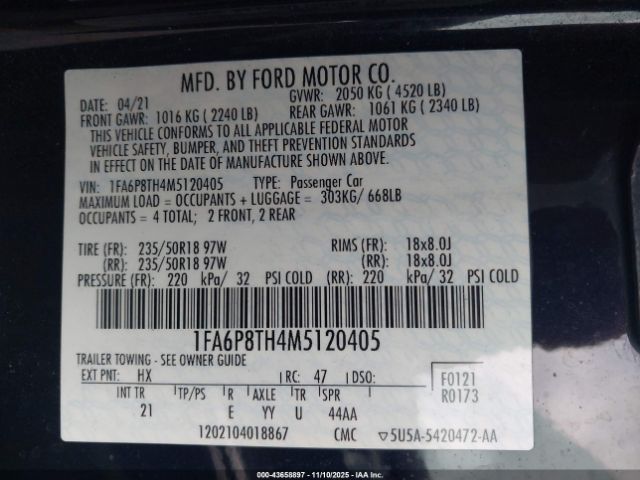 MFD. BY FORD MOTOR CO.
DATE: 04/21 GVWR: 2050 KG ( 4520 LB)
FRONT GAWR: 1016 KG ( 2240 LB) REAR GAWR: 1061 KG ( 2340 LB)
THIS VEHICLE CONFORMS TO ALL APPLICABLE FEDERAL MOTOR
VEHICLE SAFETY, BUMPER, AND THEFT PREVENTION STANDARDS
IN EFFECT ON THE DATE OF MANUFACTURE SHOWN ABOVE.
VIN: 1FA6P8TH4M5120405 TYPE: Passenger Car
MAXIMUM LOAD = OCCUPANTS + LUGGAGE = 303KG/ 668LB
OCCUPANTS = 4 TOTAL; 2 FRONT, 2 REAR
TIRE (FR): 235/50R18 97W RIMS (FR): 18x8.0J
(RR): 235/50R18 97W (RR): 18x8.0J
PRESSURE (FR): 220 kPa/ 32 PSI COLD (RR): 220 kPa/ 32 PSI COLD
1FA6P8TH4M5120405
TRAILER TOWING - SEE OWNER GUIDE
EXT PNT: HX RC: 47 DSO: F0121
INT TR TP/PS R AXLE TR SPR R0173
21 E YY U 44AA
1202104018867 CMC ▽5U5A-5420472-AA
000-43658897 - 11/10/2025 - IAAHQ